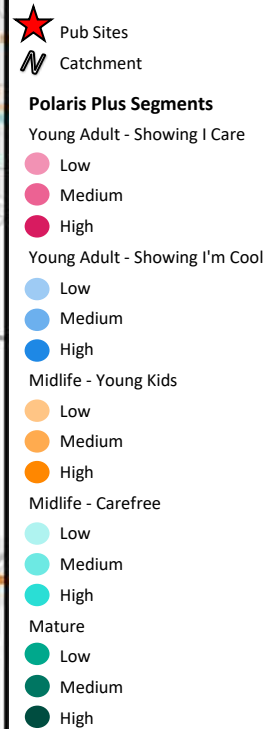 Pub Sites
Catchment
Polaris Plus Segments
Young Adult - Showing I Care
Low
Medium
High
Young Adult - Showing I'm Cool
Low
Medium
High
Midlife - Young Kids
Low
Medium
High
Midlife - Carefree
Low
Medium
High
Mature
Low
Medium
High